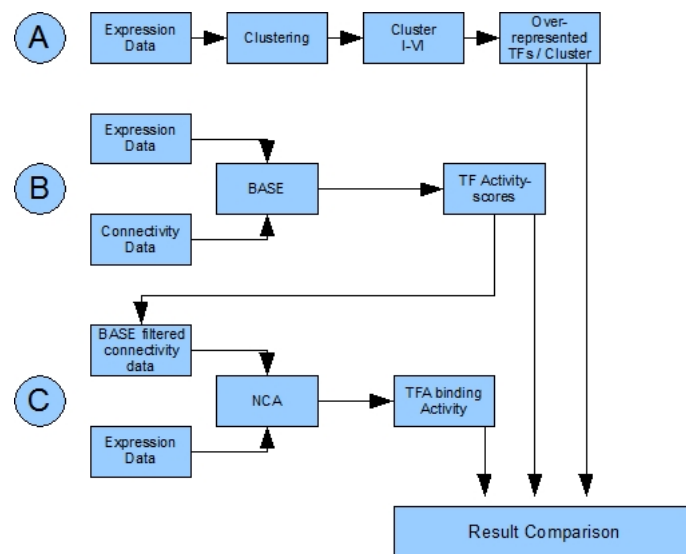 A
Expression
Data
Clustering
Cluster
I-VI
Over-
represented
TFs / Cluster
Expression
Data
B
BASE
TF Activity-
scores
Connectivity
Data
BASE filtered
connectivity
data
C
NCA
TFA binding
Activity
Expression
Data
Result Comparison